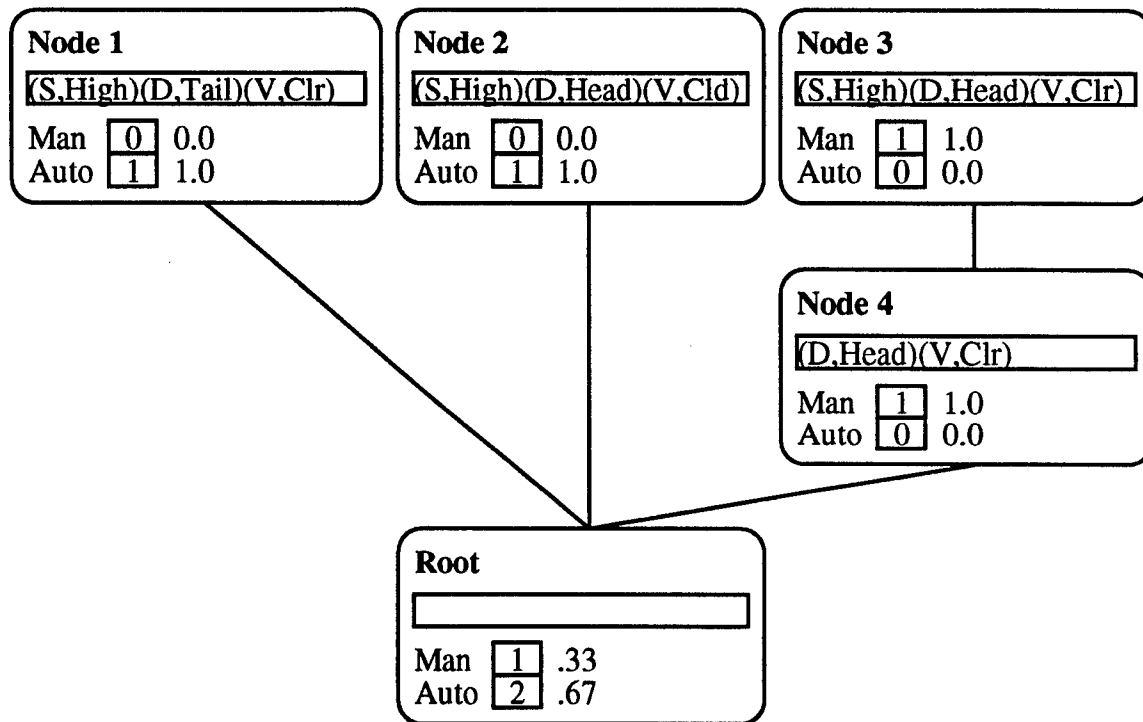 Node 1
(S,High)(D,Tail)(V,Clr)
Man 0 0.0
Auto 1 1.0
Node 2
(S,High)(D,Head)(V,Cld)
Man 0 0.0
Auto 1 1.0
Node 3
(S,High)(D,Head)(V,Clr)
Man 1 1.0
Auto 0 0.0
Node 4
(D,Head)(V,Clr)
Man 1 1.0
Auto 0 0.0
Root
Man 1 .33
Auto 2 .67